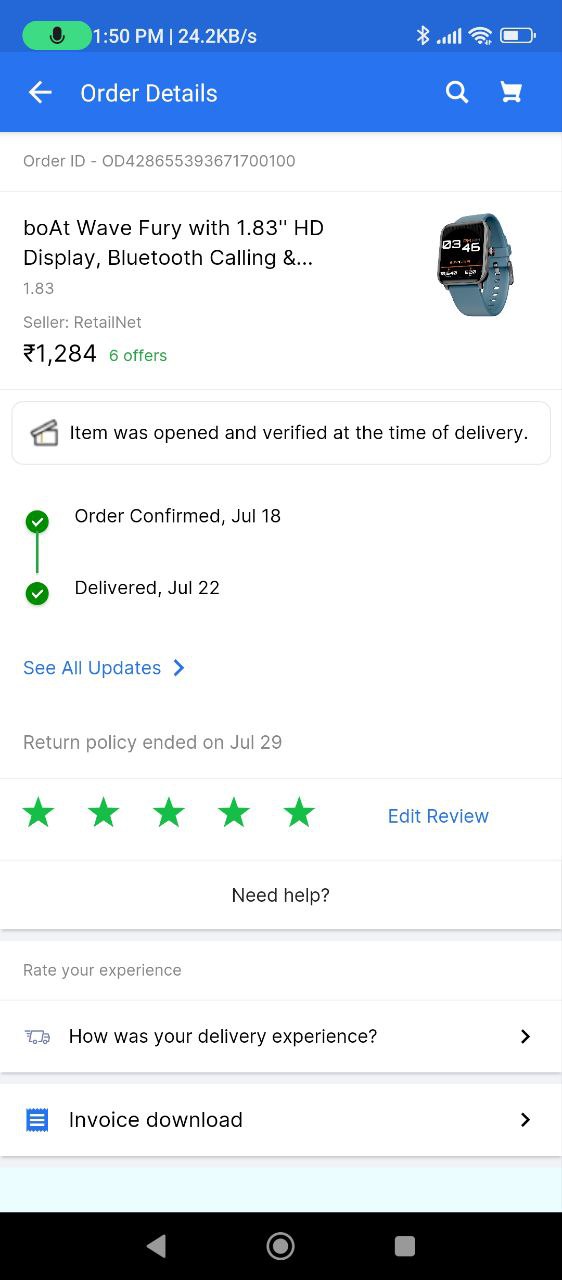 1:50 PM | 24.2KB/s
Order Details
Order ID - OD428655393671700100
boAt Wave Fury with 1.83'' HD
Display, Bluetooth Calling &...
1.83
Seller: RetailNet
₹1,284 6 offers
03 45
Item was opened and verified at the time of delivery.
Order Confirmed, Jul 18
Delivered, Jul 22
See All Updates
Return policy ended on Jul 29
Edit Review
Need help?
Rate your experience
How was your delivery experience?
Invoice download